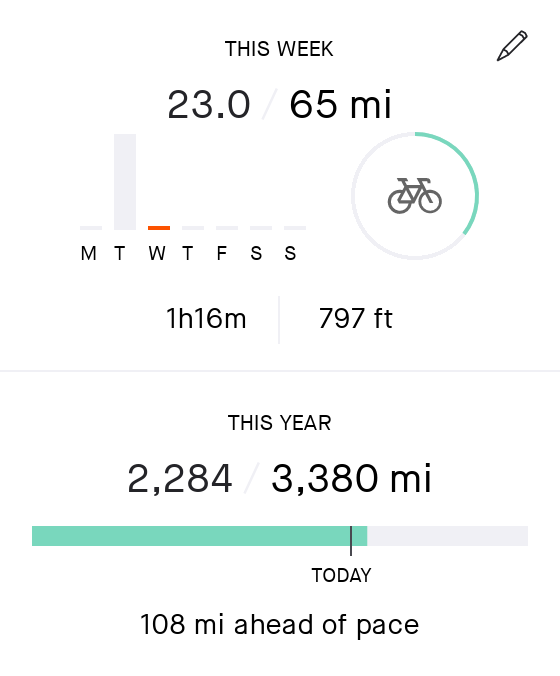 THIS WEEK
23.0 / 65 mi
M T W T F S S
1h16m 797 ft
THIS YEAR
2,284 / 3,380 mi
TODAY
108 mi ahead of pace